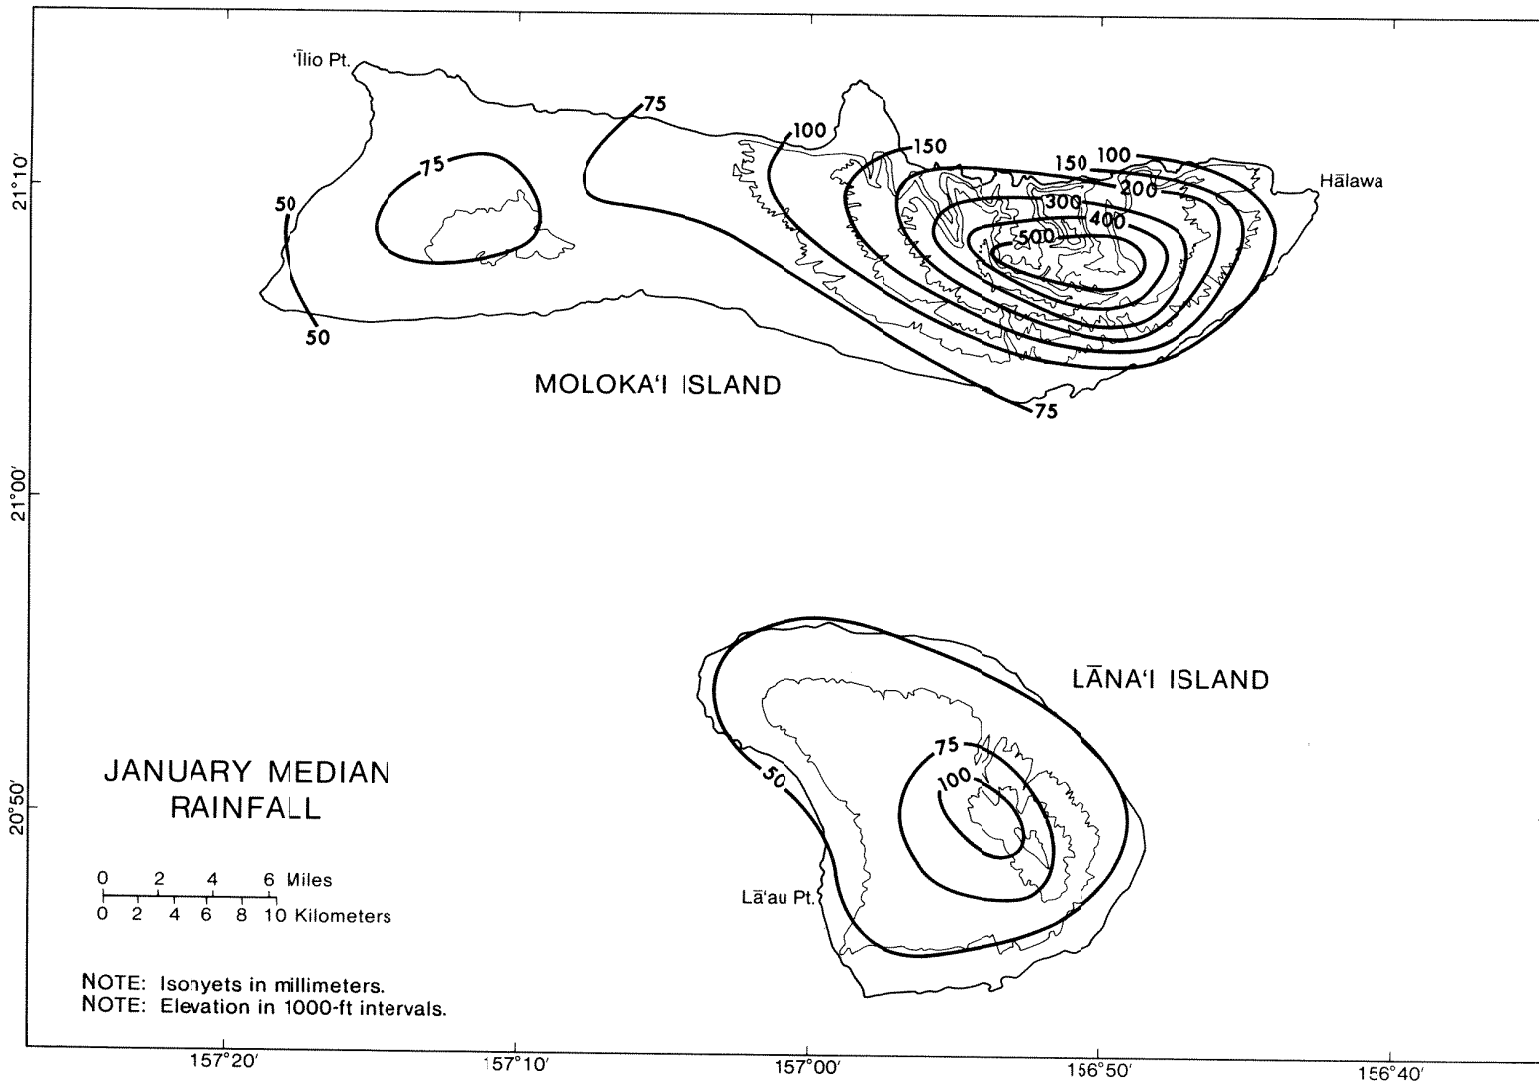 ʻĪlio Pt.
75
100
150
150
100
75
200
Hālawa
50
300
400
500
50
MOLOKAʻI ISLAND
75
21°10′
21°00′
20°50′
LĀNAʻI ISLAND
75
50
100
JANUARY MEDIAN
RAINFALL
0 2 4 6 Miles
0 2 4 6 8 10 Kilometers
Lāʻau Pt.
NOTE: Isohyets in millimeters.
NOTE: Elevation in 1000-ft intervals.
157°20′
157°10′
157°00′
156°50′
156°40′